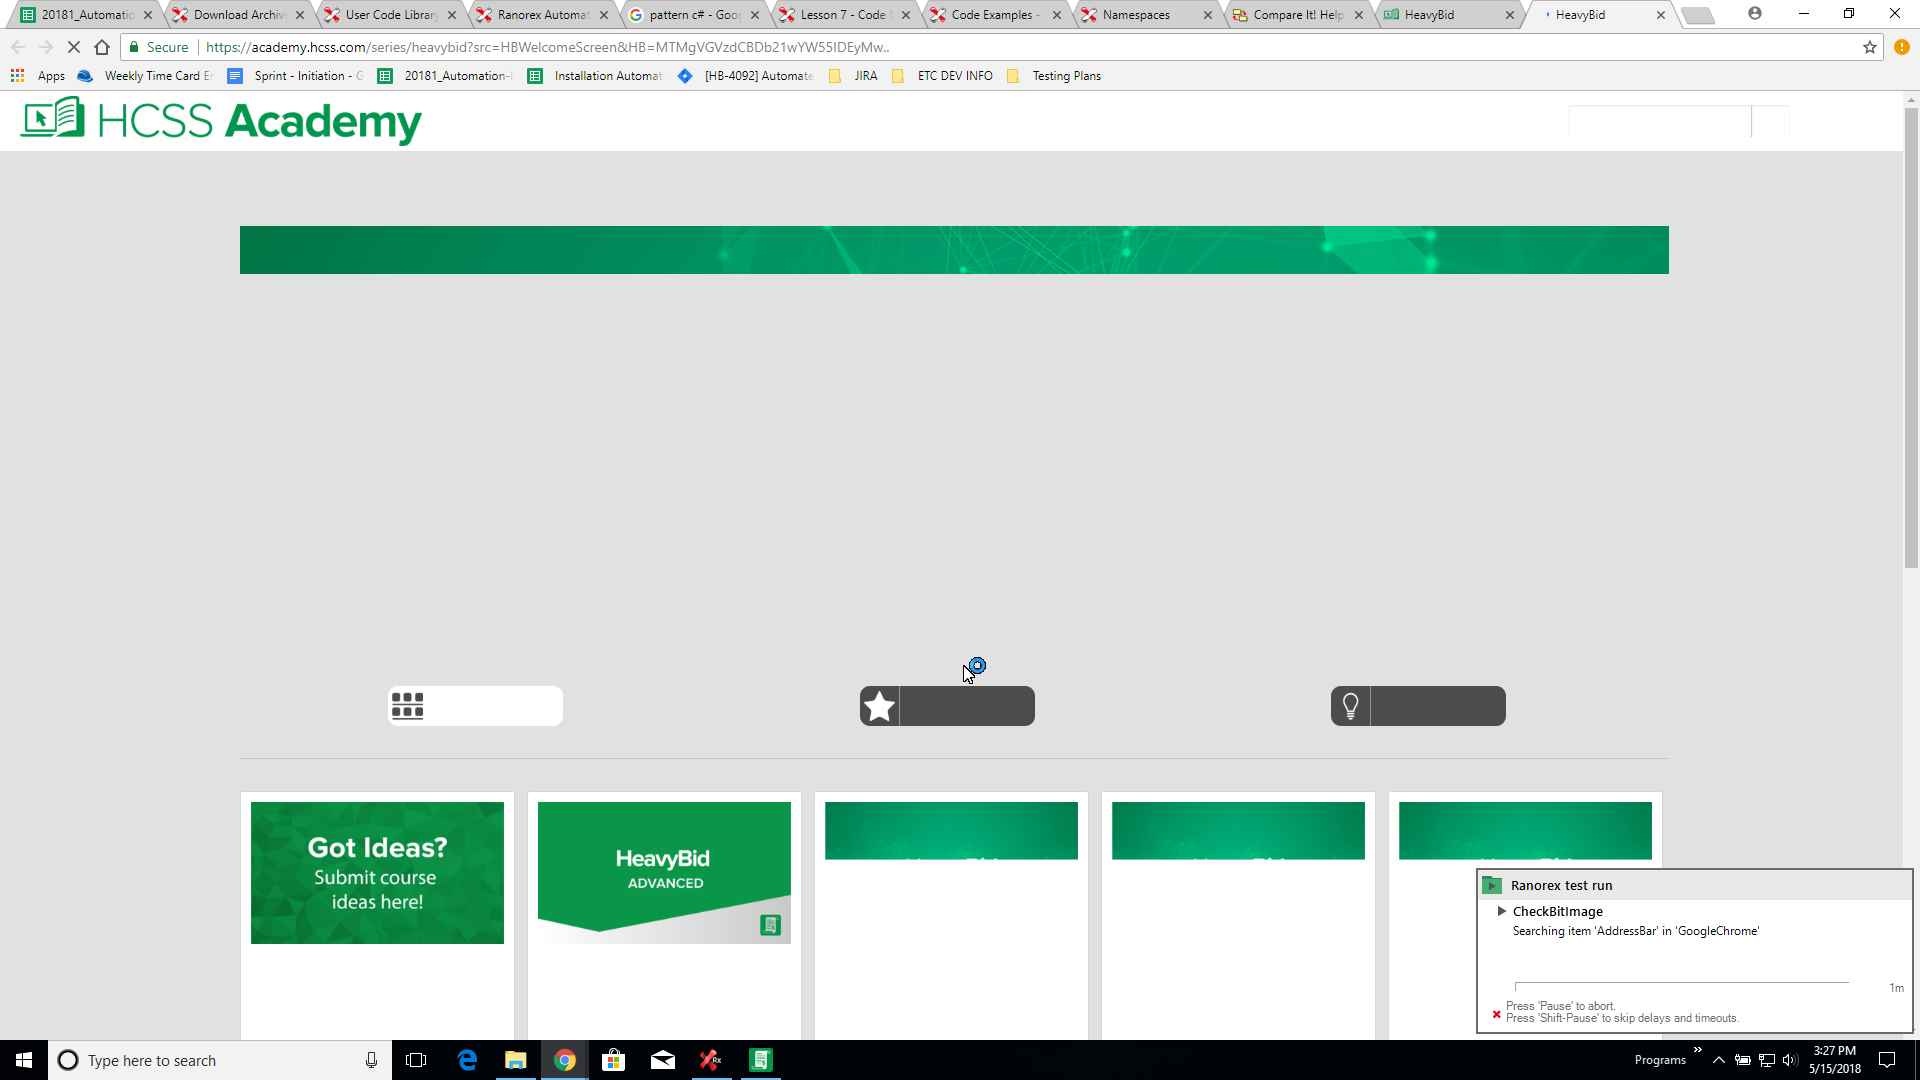 20181_Automatio
Download Archiv
User Code Librar
Ranorex Automat
pattern c# - Goo
Lesson 7 - Code
Code Examples -
Namespaces
Compare It! Help
HeavyBid
HeavyBid
Secure
https://academy.hcss.com/series/heavybid?src=HBWelcomeScreen&HB=MTMgVGVzdCBDb21wYW55IDEyMw..
Apps
Weekly Time Card Er
Sprint - Initiation - G
20181_Automation-
Installation Automat
[HB-4092] Automate
JIRA
ETC DEV INFO
Testing Plans
HCSS Academy
Got Ideas?
Submit course
ideas here!
HeavyBid
ADVANCED
Ranorex test run
CheckBitImage
Searching item 'AddressBar' in 'GoogleChrome'
1m
Press 'Pause' to abort.
Press 'Shift-Pause' to skip delays and timeouts.
Type here to search
Programs
3:27 PM
5/15/2018